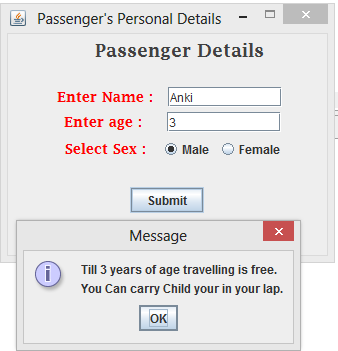 Passenger's Personal Details
Passenger Details
Enter Name : Anki
Enter age : 3
Select Sex : Male Female
Submit
Message
Till 3 years of age travelling is free.
You Can carry Child your in your lap.
OK